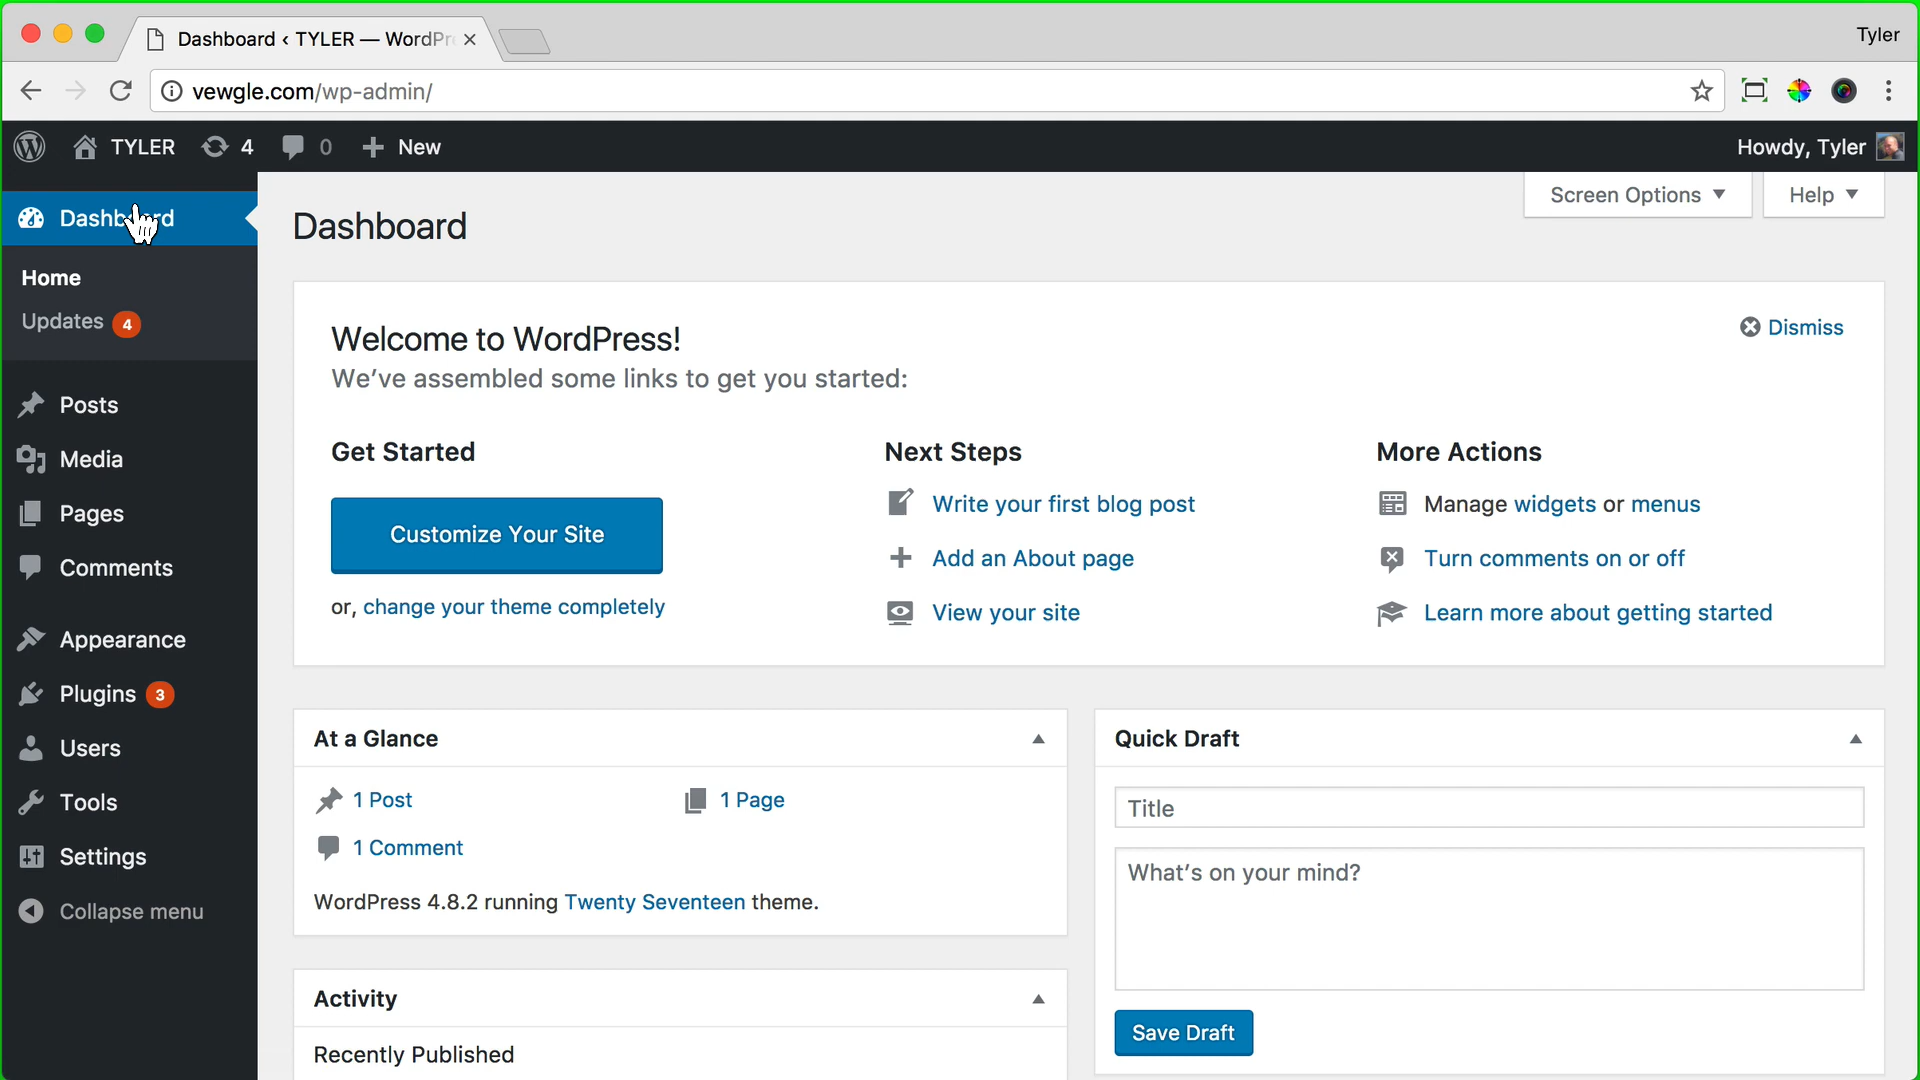 Dashboard ‹ TYLER — WordPr
Tyler
vewgle.com/wp-admin/
TYLER 4 0 New
Howdy, Tyler
Dashboard
Home
Updates 4
Posts
Media
Pages
Comments
Appearance
Plugins 3
Users
Tools
Settings
Collapse menu
Screen Options
Help
Dashboard
Welcome to WordPress!
We've assembled some links to get you started:
Dismiss
Get Started
Customize Your Site
or, change your theme completely
Next Steps
Write your first blog post
Add an About page
View your site
More Actions
Manage widgets or menus
Turn comments on or off
Learn more about getting started
At a Glance
1 Post
1 Page
1 Comment
WordPress 4.8.2 running Twenty Seventeen theme.
Activity
Recently Published
Quick Draft
Title
What's on your mind?
Save Draft